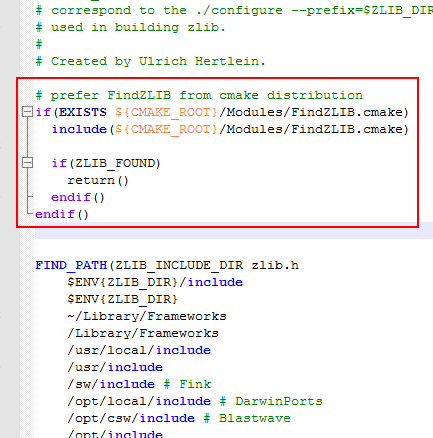 # correspond to the ./configure --prefix=$ZLIB_DIR
# used in building zlib.
#
# Created by Ulrich Hertlein.
# prefer FindZLIB from cmake distribution
if(EXISTS ${CMAKE_ROOT}/Modules/FindZLIB.cmake)
include(${CMAKE_ROOT}/Modules/FindZLIB.cmake)
if(ZLIB_FOUND)
return()
endif()
endif()
FIND_PATH(ZLIB_INCLUDE_DIR zlib.h
$ENV{ZLIB_DIR}/include
$ENV{ZLIB_DIR}
~/Library/Frameworks
/Library/Frameworks
/usr/local/include
/usr/include
/sw/include # Fink
/opt/local/include # DarwinPorts
/opt/csw/include # Blastwave
/opt/include